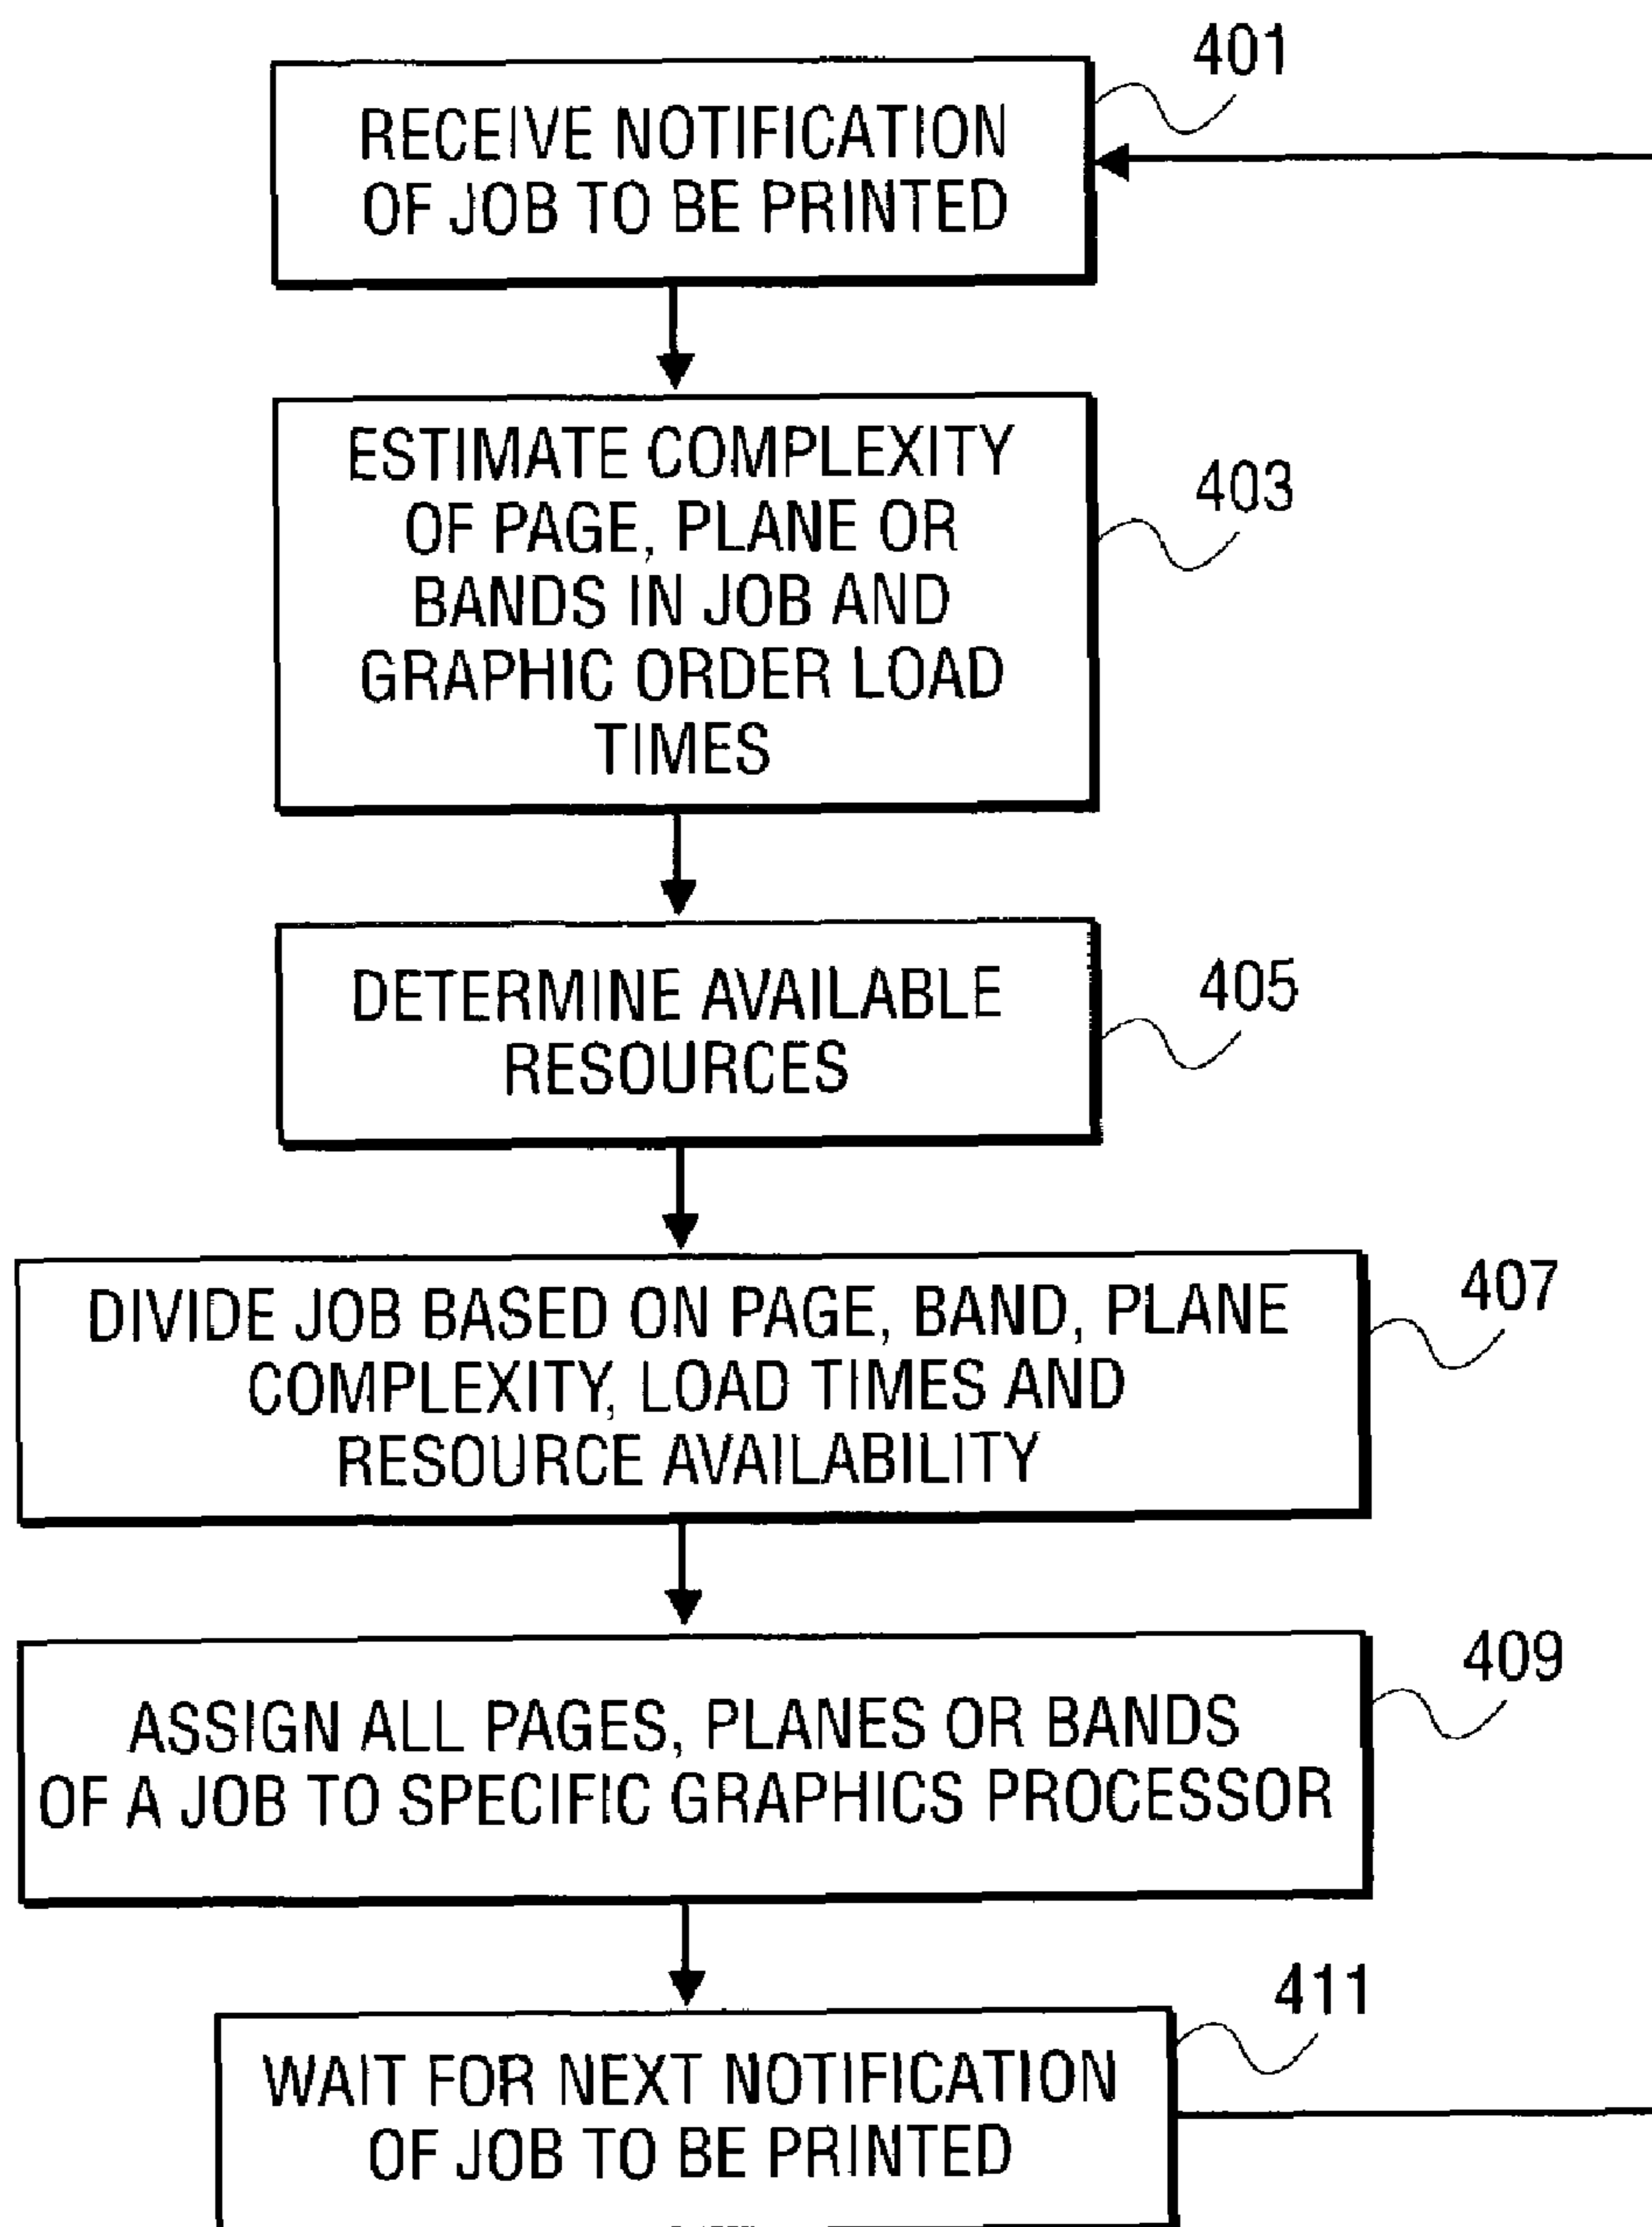 401
RECEIVE NOTIFICATION
OF JOB TO BE PRINTED
403
ESTIMATE COMPLEXITY
OF PAGE, PLANE OR
BANDS IN JOB AND
GRAPHIC ORDER LOAD
TIMES
405
DETERMINE AVAILABLE
RESOURCES
407
DIVIDE JOB BASED ON PAGE, BAND, PLANE
COMPLEXITY, LOAD TIMES AND
RESOURCE AVAILABILITY
409
ASSIGN ALL PAGES, PLANES OR BANDS
OF A JOB TO SPECIFIC GRAPHICS PROCESSOR
411
WAIT FOR NEXT NOTIFICATION
OF JOB TO BE PRINTED